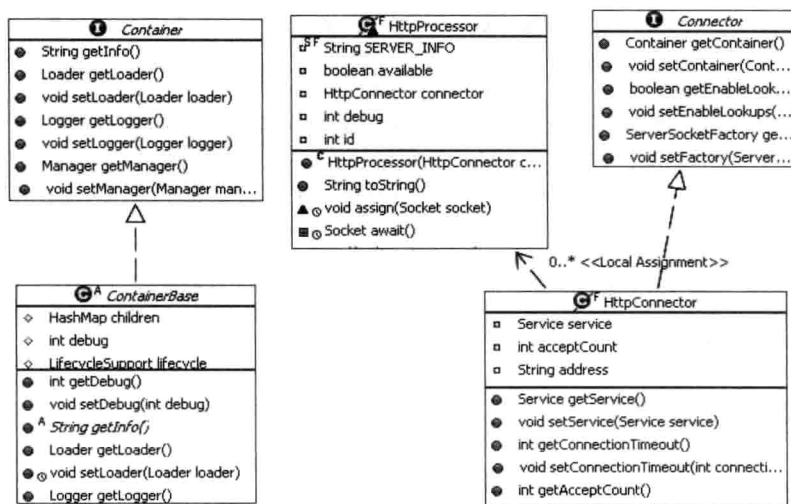 Container
String getInfo()
Loader getLoader()
void setLoader(Loader loader)
Logger getLogger()
void setLogger(Logger logger)
Manager getManager()
void setManager(Manager man...
HttpProcessor
String SERVER_INFO
boolean available
HttpConnector connector
int debug
int id
HttpProcessor(HttpConnector c...
String toString()
void assign(Socket socket)
Socket await()
Connector
Container getContainer()
void setContainer(Cont...
boolean getEnableLook...
void setEnableLookups(...
ServerSocketFactory ge...
void setFactory(Server...
0..* <<Local Assignment>>
ContainerBase
HashMap children
int debug
LifecycleSupport lifecycle
int getDebug()
void setDebug(int debug)
String getInfo()
Loader getLoader()
void setLoader(Loader loader)
Logger getLogger()
HttpConnector
Service service
int acceptCount
String address
Service getService()
void setService(Service service)
int getConnectionTimeout()
void setConnectionTimeout(int connecti...
int getAcceptCount()